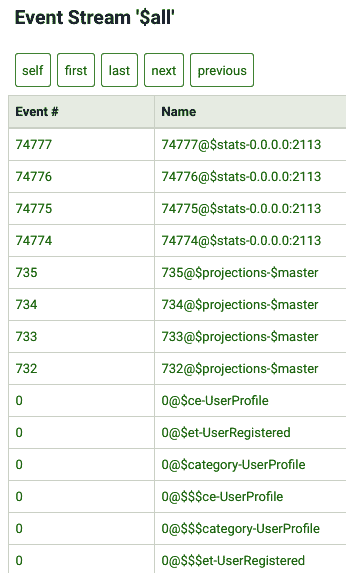 Event Stream '$all'
self first last next previous
Event # Name
74777 74777@$stats-0.0.0.0:2113
74776 74776@$stats-0.0.0.0:2113
74775 74775@$stats-0.0.0.0:2113
74774 74774@$stats-0.0.0.0:2113
735 735@$projections-$master
734 734@$projections-$master
733 733@$projections-$master
732 732@$projections-$master
0 0@$ce-UserProfile
0 0@$et-UserRegistered
0 0@$category-UserProfile
0 0@$$$ce-UserProfile
0 0@$$$category-UserProfile
0 0@$$$et-UserRegistered